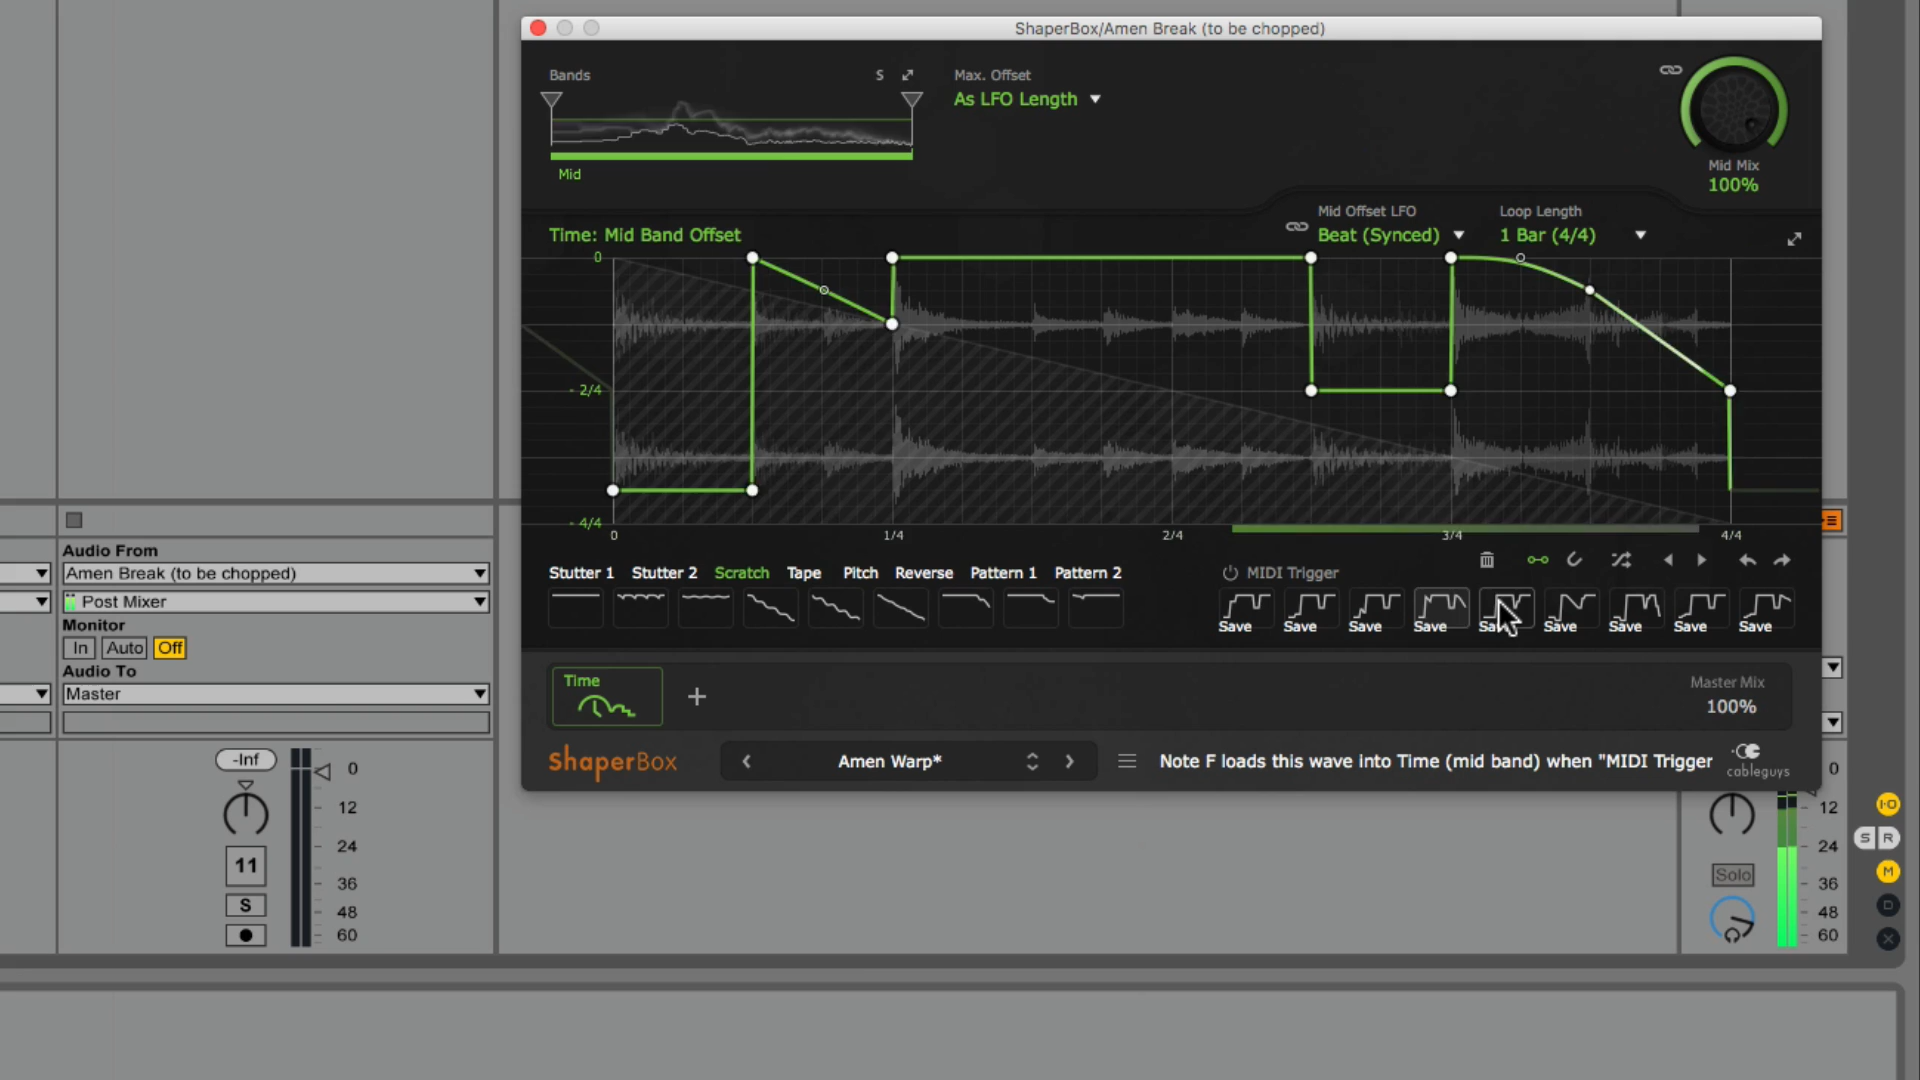 ShaperBox/Amen Break (to be chopped)
Bands
S
Max. Offset
As LFO Length
Mid
Mid Mix
100%
Mid Offset LFO
Beat (Synced)
Loop Length
1 Bar (4/4)
Time: Mid Band Offset
0
- 2/4
- 4/4
0
1/4
2/4
3/4
4/4
Stutter 1
Stutter 2
Scratch
Tape
Pitch
Reverse
Pattern 1
Pattern 2
MIDI Trigger
Save
Save
Save
Save
Save
Save
Save
Save
Time
Master Mix
100%
ShaperBox
Amen Warp*
Note F loads this wave into Time (mid band) when "MIDI Trigger
cableguys
Audio From
Amen Break (to be chopped)
Post Mixer
Monitor
In
Auto
Off
Audio To
Master
-Inf
0
12
24
36
48
60
11
S
0
12
24
36
48
60
Solo
I·O
S
R
M
D
X